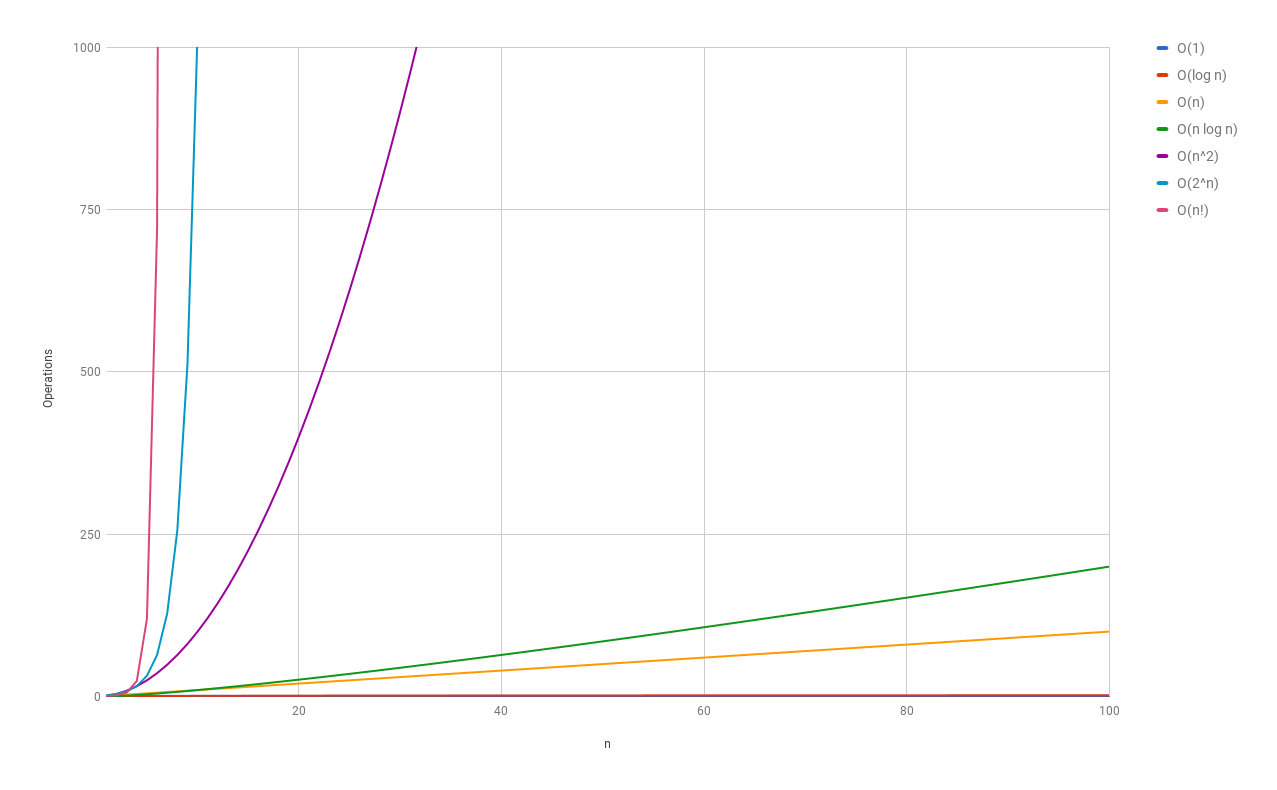 1000
750
500
250
0
Operations
20
40
60
80
100
n
O(1)
O(log n)
O(n)
O(n log n)
O(n^2)
O(2^n)
O(n!)